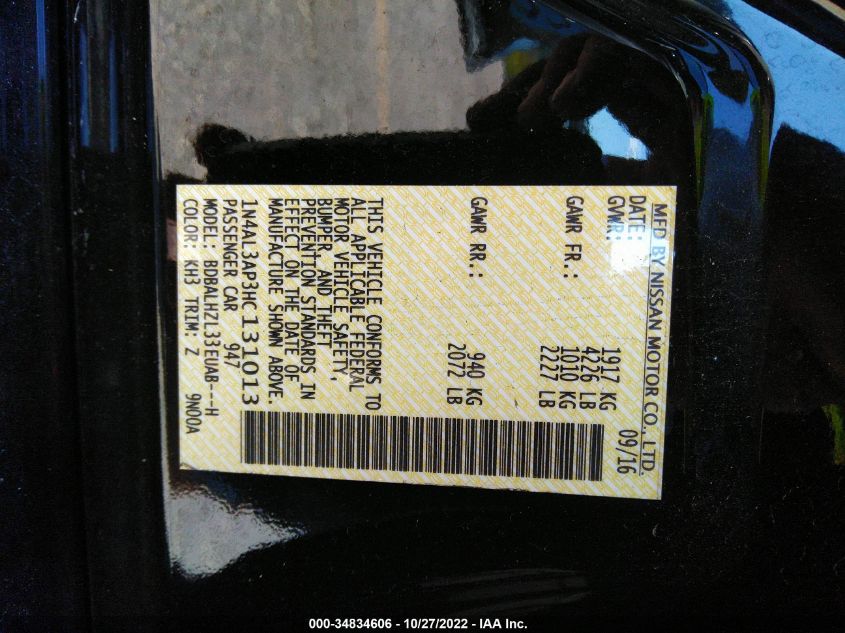 MFD BY NISSAN MOTOR CO., LTD.
DATE: 09/16
GVWR: 1917 KG
4226 LB
GAWR FR.: 1010 KG
2227 LB
GAWR RR.: 940 KG
2072 LB
THIS VEHICLE CONFORMS TO
ALL APPLICABLE FEDERAL
MOTOR VEHICLE SAFETY,
BUMPER, AND THEFT
PREVENTION STANDARDS IN
EFFECT ON THE DATE OF
MANUFACTURE SHOWN ABOVE.
1N4AL3AP3HC131013
PASSENGER CAR 947
MODEL: BDBALHZL33EUAB---H
COLOR: KH3 TRIM: Z 9N00A
000-34834606 - 10/27/2022 - IAA Inc.